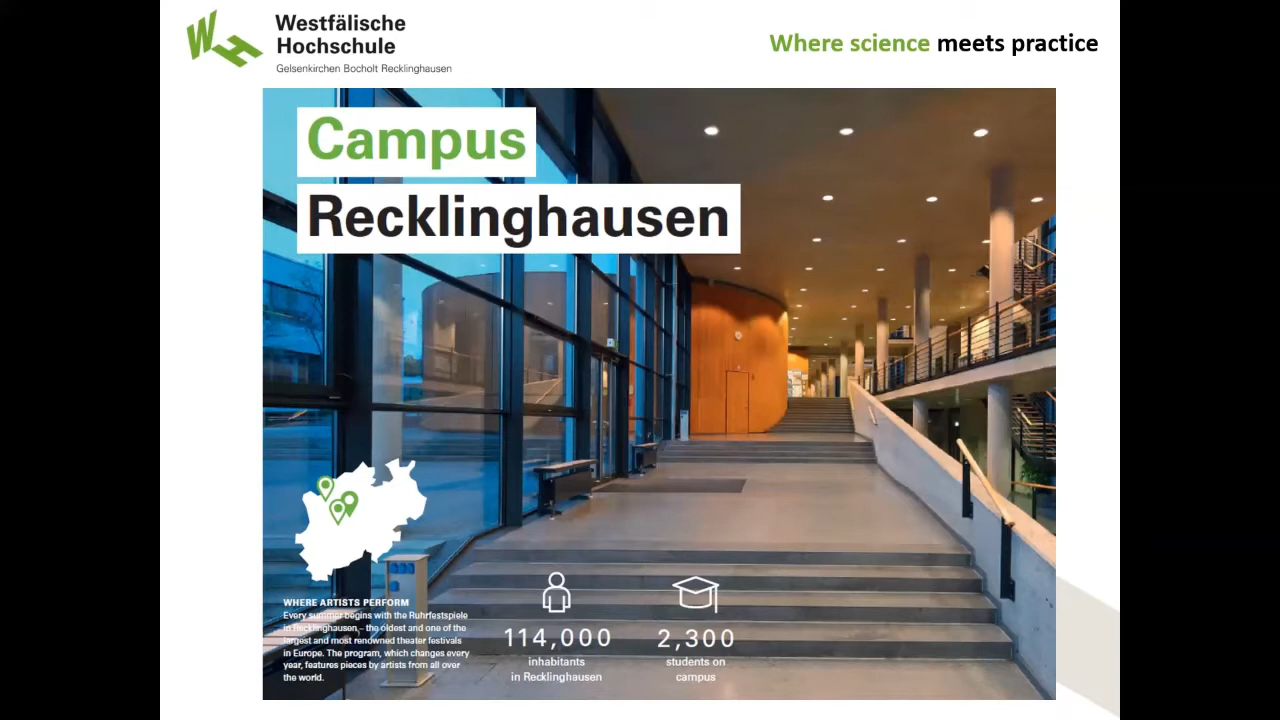 Westfälische
Hochschule
Gelsenkirchen Bocholt Recklinghausen
Where science meets practice
Campus
Recklinghausen
WHERE ARTISTS PERFORM
Every summer begins with the Ruhrfestspiele
in Recklinghausen – the oldest and one of the
largest and most renowned theater festivals
in Europe. The program, which changes every
year, features pieces by artists from all over
the world.
114,000
inhabitants
in Recklinghausen
2,300
students on
campus